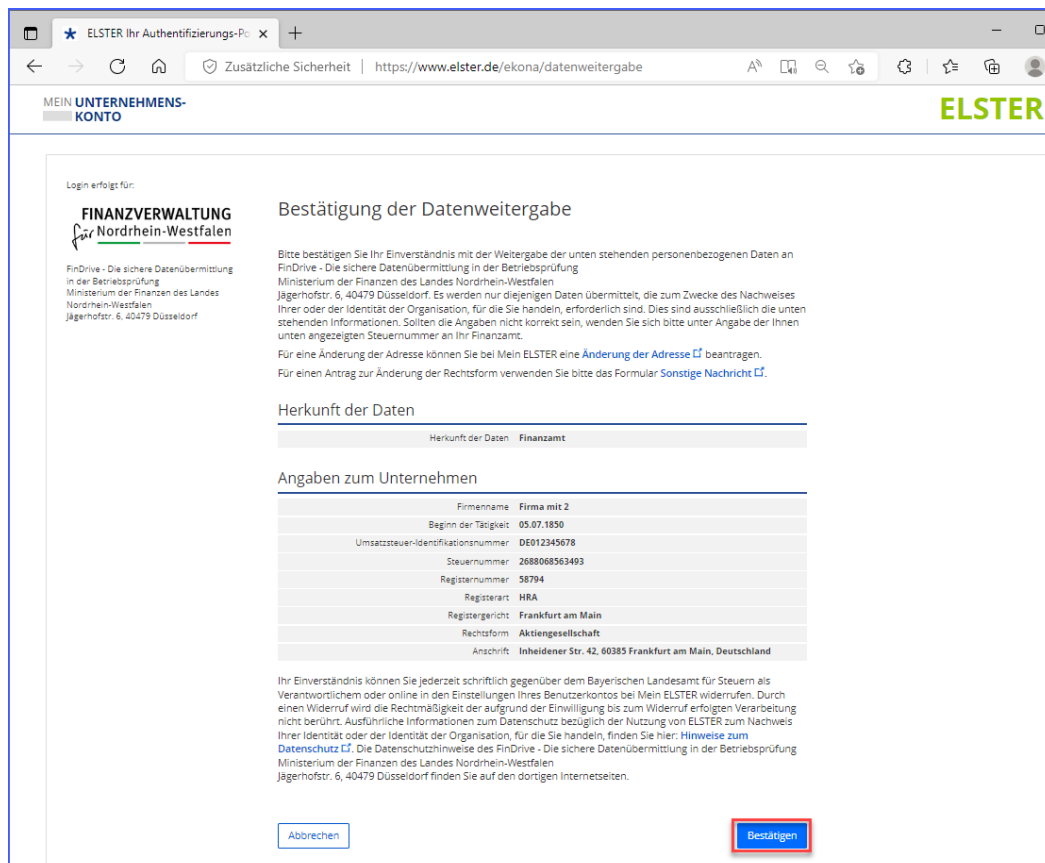 ELSTER Ihr Authentifizierungs-Po
Zusätzliche Sicherheit
https://www.elster.de/ekona/datenweitergabe
MEIN UNTERNEHMENS-
KONTO
ELSTER
Login erfolgt für:
FINANZVERWALTUNG
für Nordrhein-Westfalen
FinDrive - Die sichere Datenübermittlung
in der Betriebsprüfung
Ministerium der Finanzen des Landes
Nordrhein-Westfalen
Jägerhofstr. 6, 40479 Düsseldorf
Bestätigung der Datenweitergabe
Bitte bestätigen Sie Ihr Einverständnis mit der Weitergabe der unten stehenden personenbezogenen Daten an
FinDrive - Die sichere Datenübermittlung in der Betriebsprüfung
Ministerium der Finanzen des Landes Nordrhein-Westfalen
Jägerhofstr. 6, 40479 Düsseldorf. Es werden nur diejenigen Daten übermittelt, die zum Zwecke des Nachweises
Ihrer oder der Identität der Organisation, für die Sie handeln, erforderlich sind. Dies sind ausschließlich die unten
stehenden Informationen. Sollten die Angaben nicht korrekt sein, wenden Sie sich bitte unter Angabe der Ihnen
unten angezeigten Steuernummer an Ihr Finanzamt.
Für eine Änderung der Adresse können Sie bei Mein ELSTER eine Änderung der Adresse beantragen.
Für einen Antrag zur Änderung der Rechtsform verwenden Sie bitte das Formular Sonstige Nachricht.
Herkunft der Daten
Herkunft der Daten Finanzamt
Angaben zum Unternehmen
Firmenname Firma mit 2
Beginn der Tätigkeit 05.07.1850
Umsatzsteuer-Identifikationsnummer DE012345678
Steuernummer 2688068563493
Registernummer 58794
Registerart HRA
Registergericht Frankfurt am Main
Rechtsform Aktiengesellschaft
Anschrift Inheidener Str. 42, 60385 Frankfurt am Main, Deutschland
Ihr Einverständnis können Sie jederzeit schriftlich gegenüber dem Bayerischen Landesamt für Steuern als
Verantwortlichem oder online in den Einstellungen Ihres Benutzerkontos bei Mein ELSTER widerrufen. Durch
einen Widerruf wird die Rechtmäßigkeit der aufgrund der Einwilligung bis zum Widerruf erfolgten Verarbeitung
nicht berührt. Ausführliche Informationen zum Datenschutz bezüglich der Nutzung von ELSTER zum Nachweis
Ihrer Identität oder der Identität der Organisation, für die Sie handeln, finden Sie hier: Hinweise zum
Datenschutz. Die Datenschutzhinweise des FinDrive - Die sichere Datenübermittlung in der Betriebsprüfung
Ministerium der Finanzen des Landes Nordrhein-Westfalen
Jägerhofstr. 6, 40479 Düsseldorf finden Sie auf den dortigen Internetseiten.
Abbrechen
Bestätigen